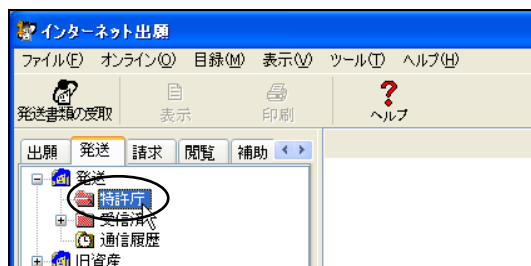 インターネット出願
ファイル(F) オンライン(O) 目録(M) 表示(V) ツール(T) ヘルプ(H)
発送書類の受取 表示 印刷 ヘルプ
出願 発送 請求 閲覧 補助
発送
特許庁
受信済
通信履歴
旧資産